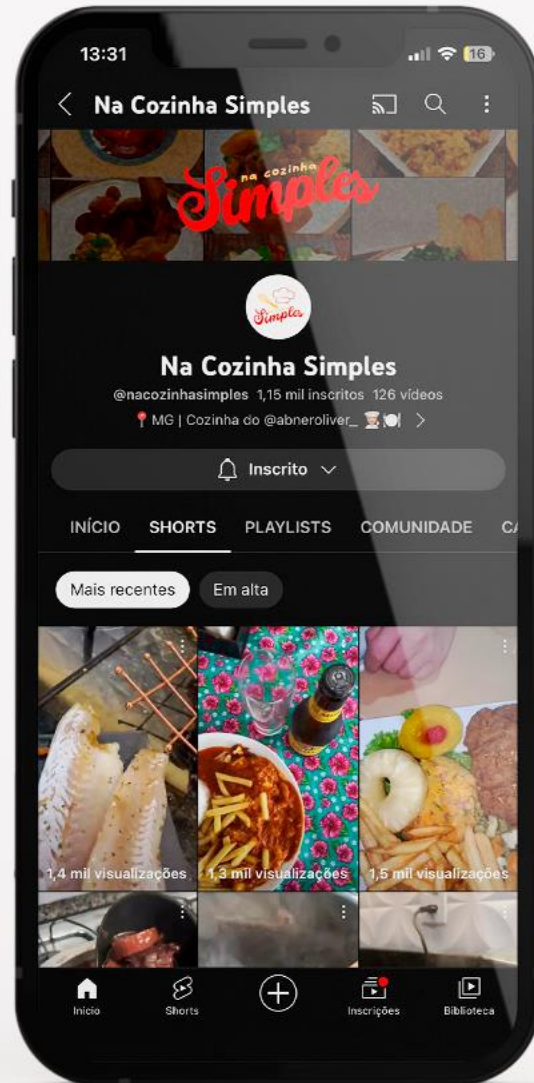 13:31
16
Na Cozinha Simples
na cozinha
Simples
Simples
Na Cozinha Simples
@nacozinhasimples 1,15 mil inscritos 126 vídeos
MG | Cozinha do @abneroliver_
Inscrito
INÍCIO SHORTS PLAYLISTS COMUNIDADE CA
Mais recentes Em alta
1,4 mil visualizações 1,3 mil visualizações 1,5 mil visualizações
Início Shorts Inscrições Biblioteca